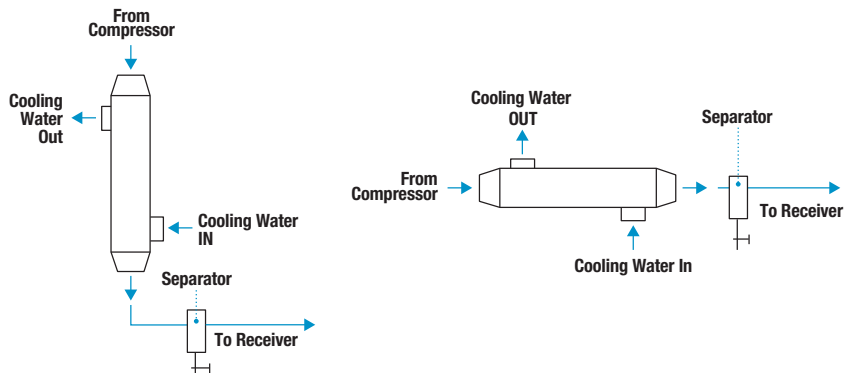 From
Compressor
Cooling
Water
Out
Cooling Water
IN
Separator
To Receiver
Cooling Water
OUT
Separator
From
Compressor
To Receiver
Cooling Water In